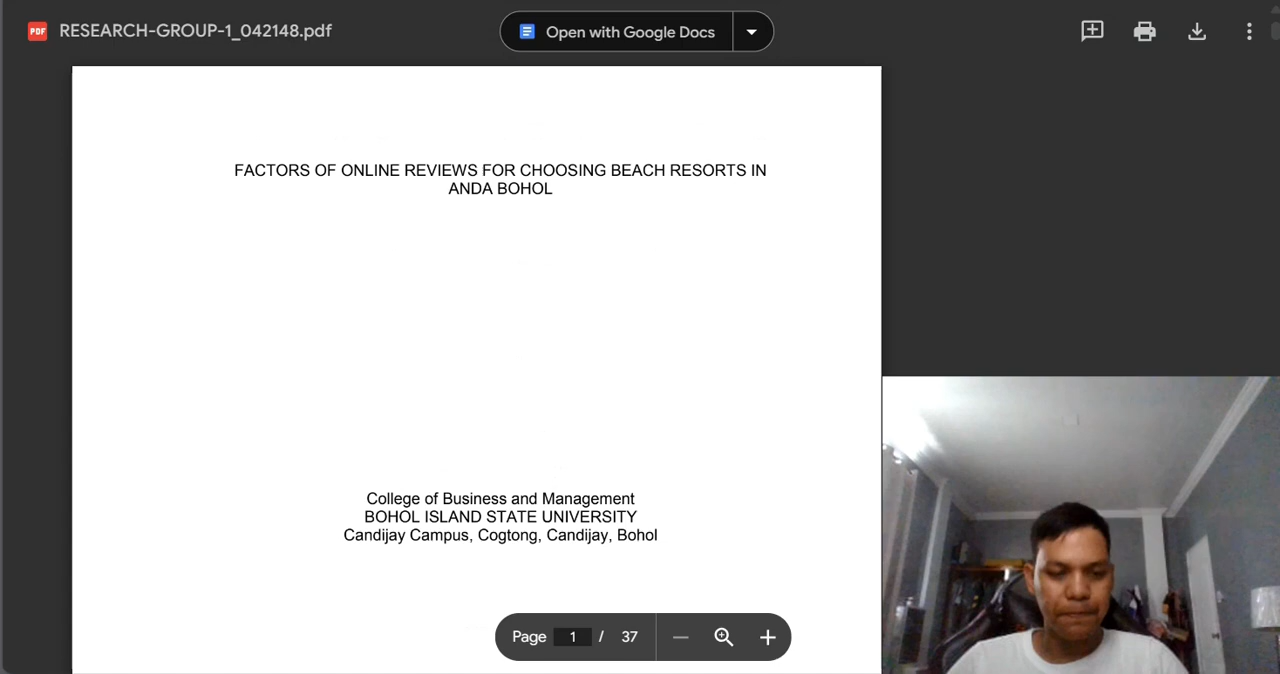 PDF
RESEARCH-GROUP-1_042148.pdf
Open with Google Docs
FACTORS OF ONLINE REVIEWS FOR CHOOSING BEACH RESORTS IN
ANDA BOHOL
College of Business and Management
BOHOL ISLAND STATE UNIVERSITY
Candijay Campus, Cogtong, Candijay, Bohol
Page 1 / 37